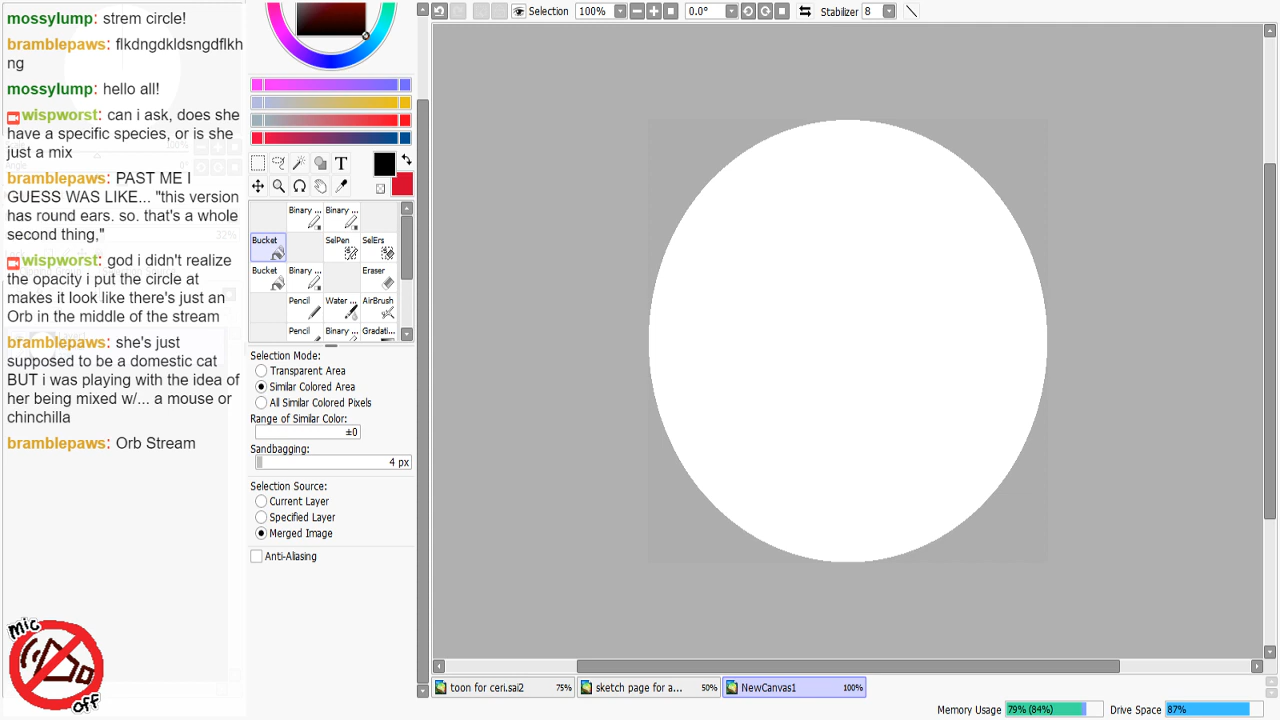 mossylump: strem circle!
bramblepaws: flkdngdkldsngdflkh
ng
mossylump: hello all!
wispworst: can i ask, does she
have a specific species, or is she
just a mix
bramblepaws: PAST ME I
GUESS WAS LIKE... "this version
has round ears. so. that's a whole
second thing,"
wispworst: god i didn't realize
the opacity i put the circle at
makes it look like there's just an
Orb in the middle of the stream
bramblepaws: she's just
supposed to be a domestic cat
BUT i was playing with the idea of
her being mixed w/... a mouse or
chinchilla
bramblepaws: Orb Stream
mic
OFF
Selection 100% 0.0° Stabilizer 8
T
Binary ... Binary ...
Bucket SelPen SelErs
Bucket Binary ... Eraser
Pencil Water ... AirBrush
Pencil Binary ... Gradati...
Selection Mode:
Transparent Area
Similar Colored Area
All Similar Colored Pixels
Range of Similar Color:
±0
Sandbagging:
4 px
Selection Source:
Current Layer
Specified Layer
Merged Image
Anti-Aliasing
toon for ceri.sai2 75% sketch page for a... 50% NewCanvas1 100%
Memory Usage 79% (84%) Drive Space 87%